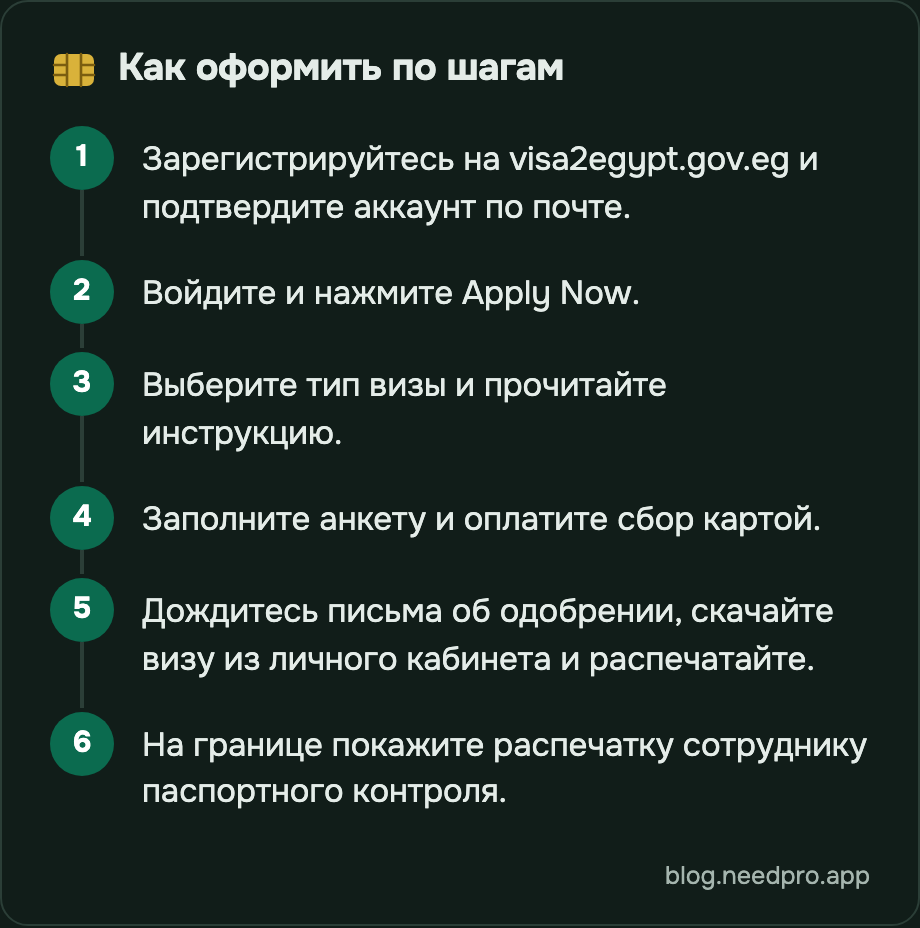 Как оформить по шагам
1
Зарегистрируйтесь на visa2egypt.gov.eg и
подтвердите аккаунт по почте.
2
Войдите и нажмите Apply Now.
3
Выберите тип визы и прочитайте
инструкцию.
4
Заполните анкету и оплатите сбор картой.
5
Дождитесь письма об одобрении, скачайте
визу из личного кабинета и распечатайте.
6
На границе покажите распечатку сотруднику
паспортного контроля.
blog.needpro.app